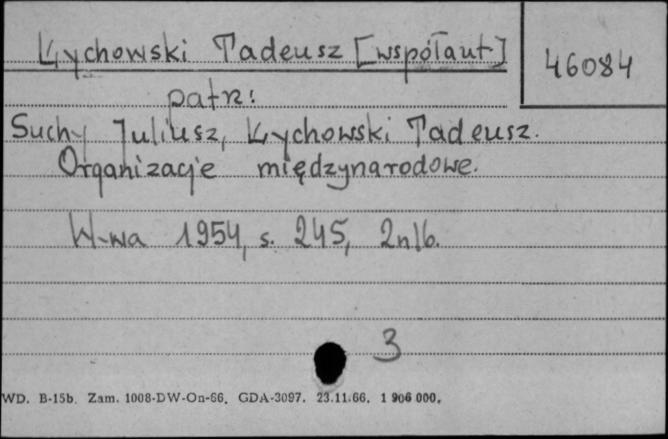 Łychowski Tadeusz [współaut]
46084
patrz:
Suchy Juliusz, Łychowski Tadeusz.
Organizacje międzynarodowe.
W-wa 1954, s. 245, 2nlb.
3
WD. B-15b. Zam. 1008-DW-On-66. GDA-3097. 23.11.66. 1 906 000.